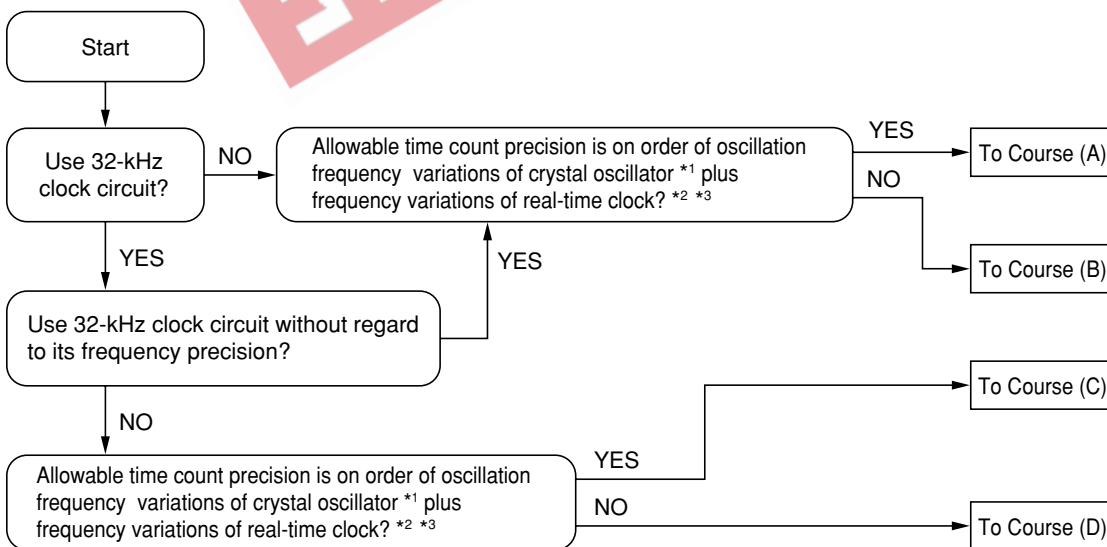 Start
Use 32-kHz
clock circuit?
NO
Allowable time count precision is on order of oscillation
frequency variations of crystal oscillator *1 plus
frequency variations of real-time clock? *2 *3
YES
To Course (A)
NO
To Course (B)
YES
YES
Use 32-kHz clock circuit without regard
to its frequency precision?
NO
To Course (C)
Allowable time count precision is on order of oscillation
frequency variations of crystal oscillator *1 plus
frequency variations of real-time clock? *2 *3
YES
NO
To Course (D)